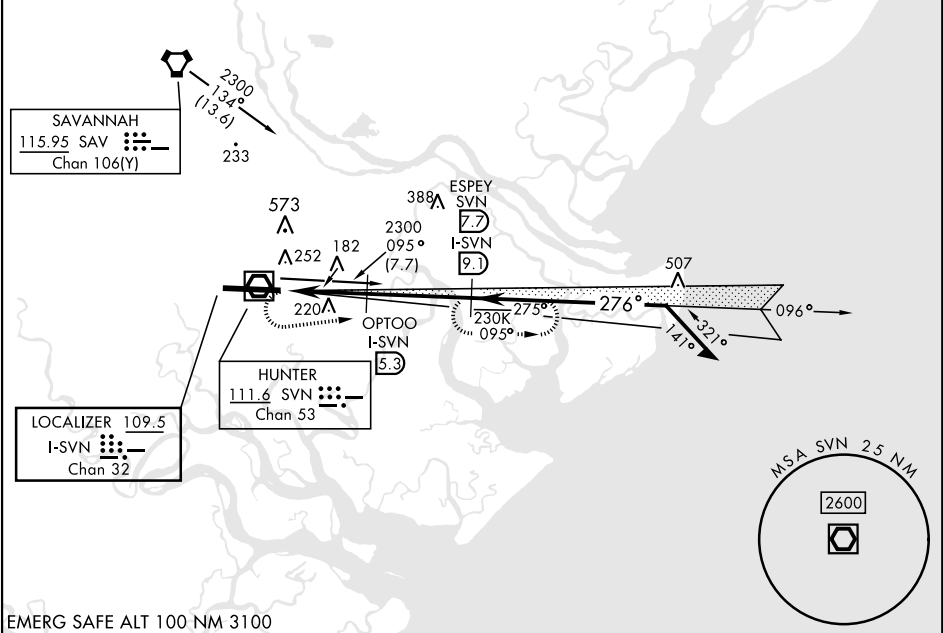 2300
134°
(13.6)
SAVANNAH
115.95 SAV
Chan 106(Y)
233
573
252
182
388
2300
095°
(7.7)
ESPEY
SVN
7.7
I-SVN
9.1
507
220
OPTOO
I-SVN
5.3
230K
095°
275°
276°
096°
141°
321°
HUNTER
111.6 SVN
Chan 53
LOCALIZER 109.5
I-SVN
Chan 32
MSA SVN 25 NM
2600
EMERG SAFE ALT 100 NM 3100